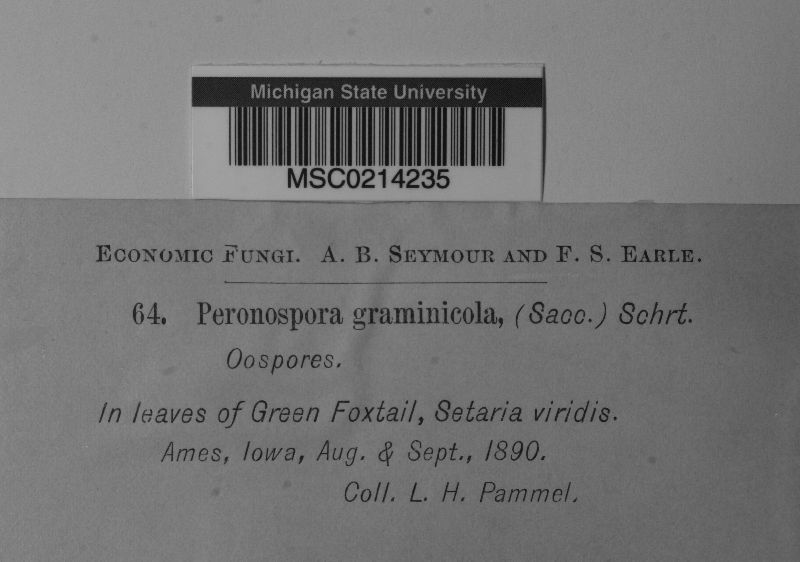 Michigan State University
MSC0214235
Economic Fungi. A. B. Seymour and F. S. Earle.
64. Peronospora graminicola, (Sacc.) Schrt.
Oospores.
In leaves of Green Foxtail, Setaria viridis.
Ames, Iowa, Aug. & Sept., 1890.
Coll. L. H. Pammel.